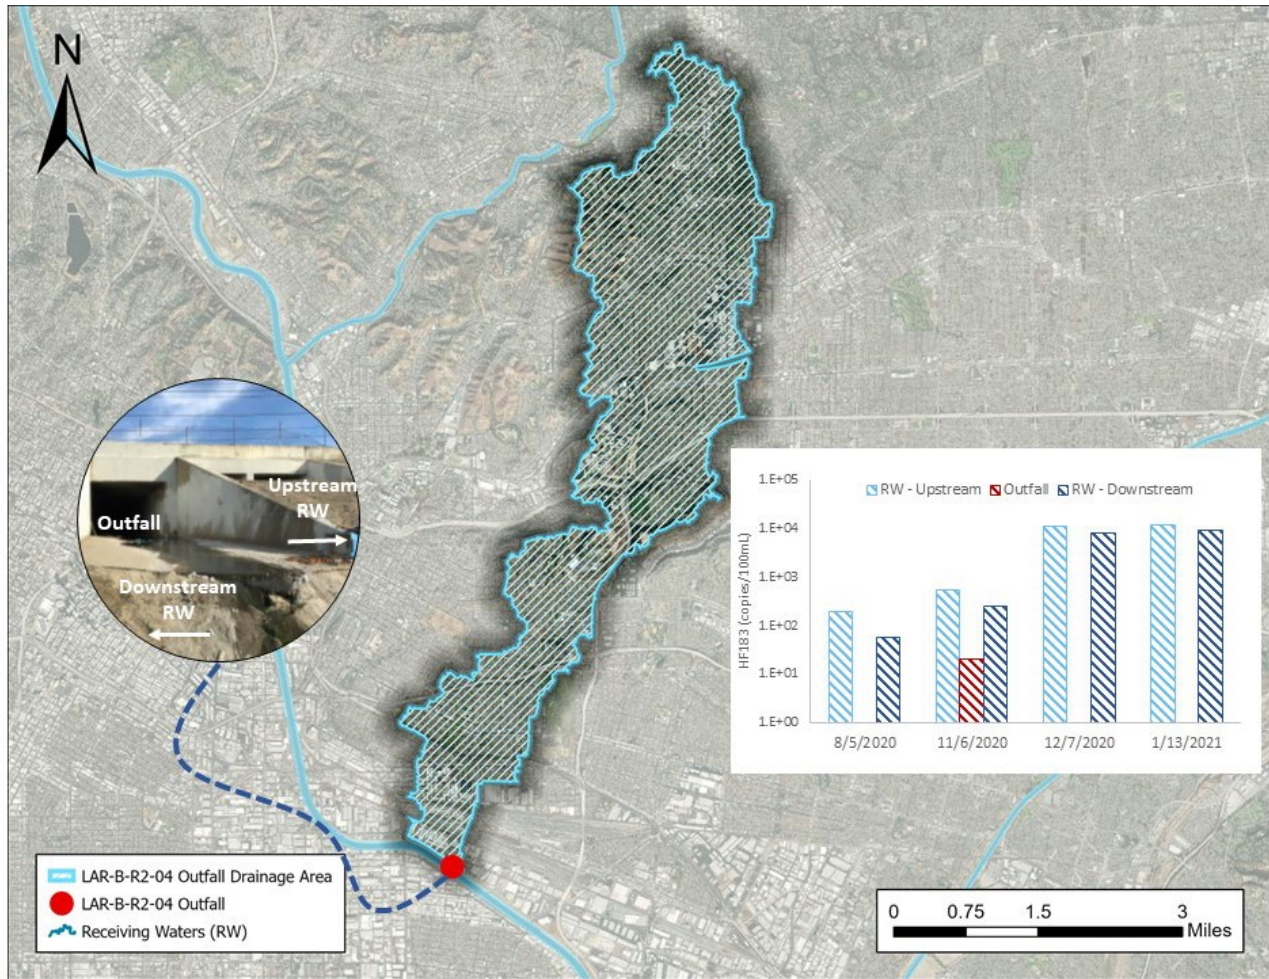 N
Outfall
Upstream
RW
Downstream
RW
1.E+05
1.E+04
1.E+03
1.E+02
1.E+01
1.E+00
HF183 (copies/100mL)
RW - Upstream Outfall RW - Downstream
8/5/2020 11/6/2020 12/7/2020 1/13/2021
LAR-B-R2-04 Outfall Drainage Area
LAR-B-R2-04 Outfall
Receiving Waters (RW)
0 0.75 1.5 3
Miles